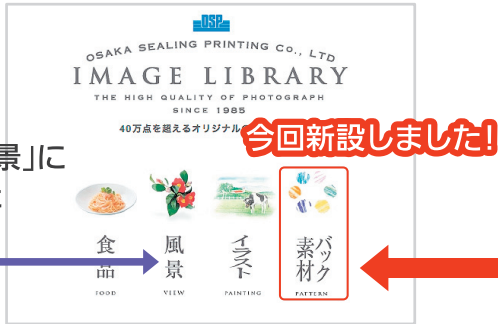 OSP
OSAKA SEALING PRINTING Co., LTD
IMAGE LIBRARY
THE HIGH QUALITY OF PHOTOGRAPH
SINCE 1985
40万点を超えるオリジナル
今回新設しました!
景」に
食品
FOOD
風景
VIEW
イラスト
PAINTING
バック
素材
PATTERN